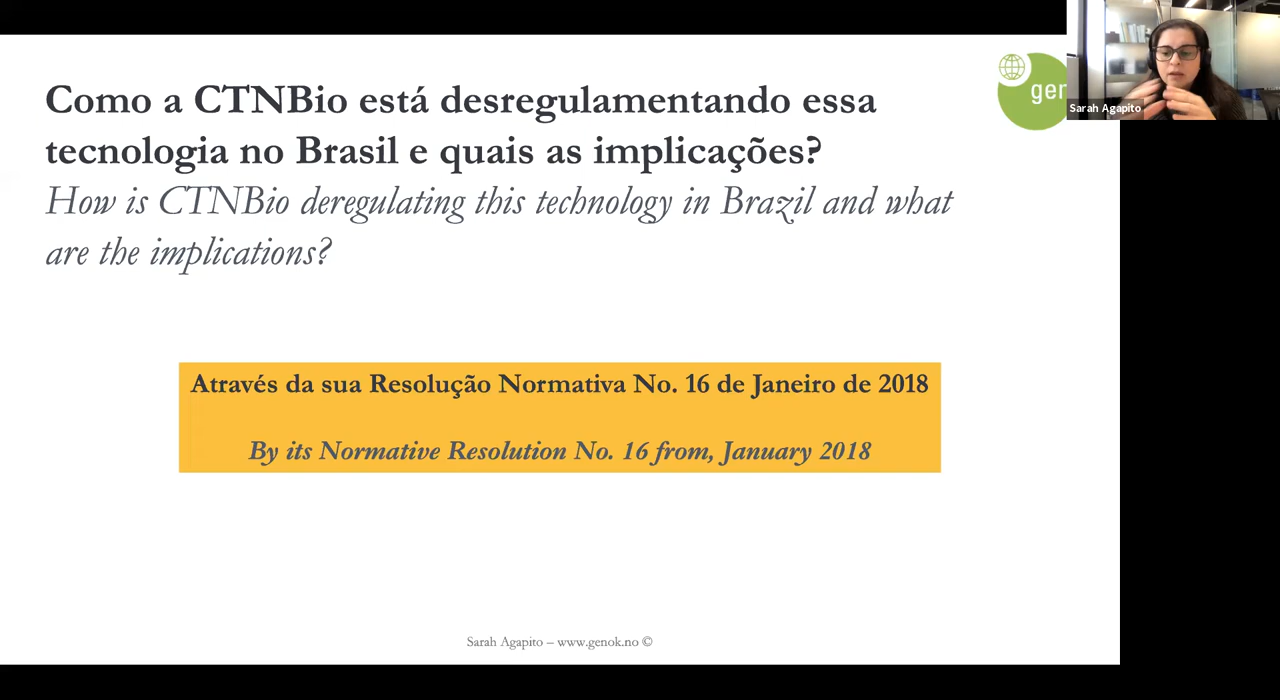 Como a CTNBio está desregulamentando essa
tecnologia no Brasil e quais as implicações?
How is CTNBio deregulating this technology in Brazil and what
are the implications?
gen
Sarah Agapito
Através da sua Resolução Normativa No. 16 de Janeiro de 2018
By its Normative Resolution No. 16 from, January 2018
Sarah Agapito – www.genok.no ©